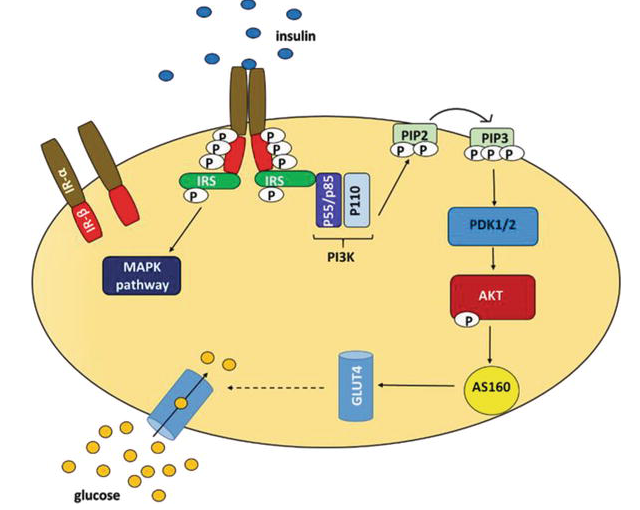 insulin
IR-α
IR-β
P
P
P
P
P
P
IRS
IRS
P
P
P55/p85
P110
PI3K
MAPK
pathway
PIP2
P
P
PIP3
P
P
P
PDK1/2
AKT
P
AS160
GLUT4
glucose